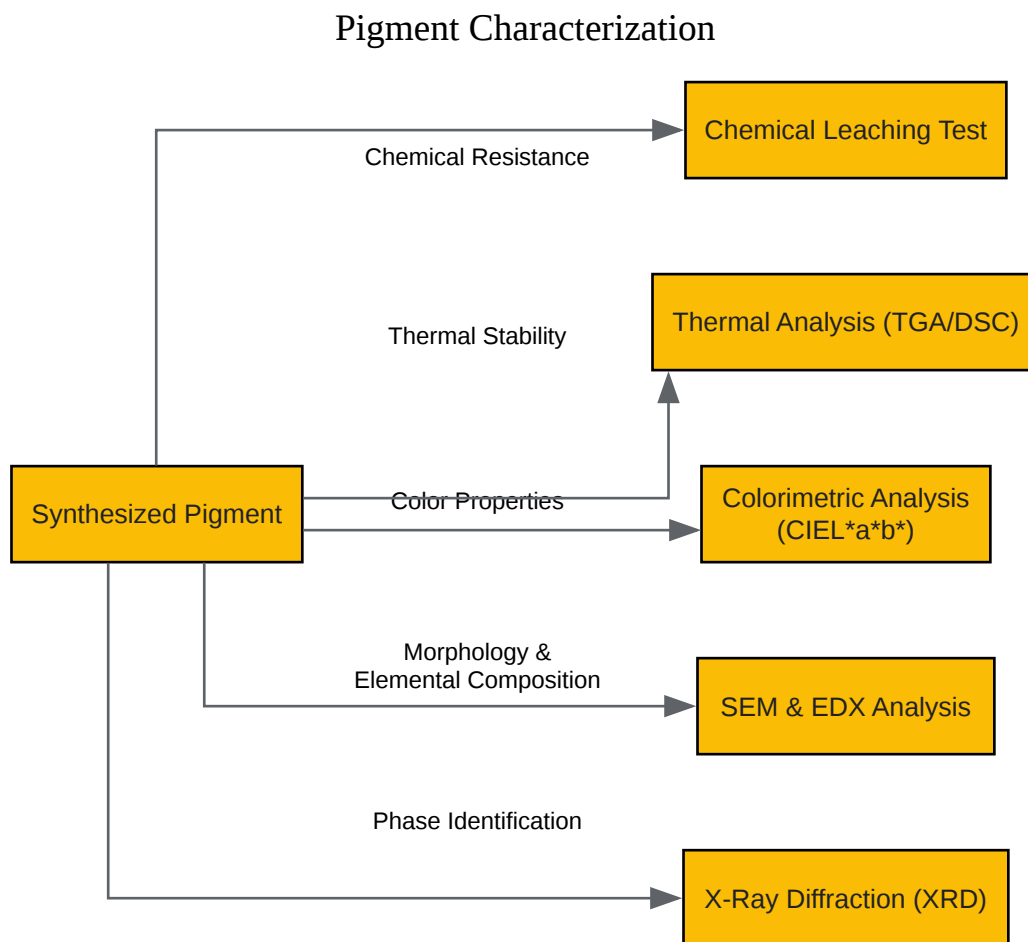 Pigment Characterization
Chemical Leaching Test
Chemical Resistance
Thermal Analysis (TGA/DSC)
Thermal Stability
Color Properties
Colorimetric Analysis
(CIEL*a*b*)
Synthesized Pigment
Morphology &
Elemental Composition
SEM & EDX Analysis
Phase Identification
X-Ray Diffraction (XRD)